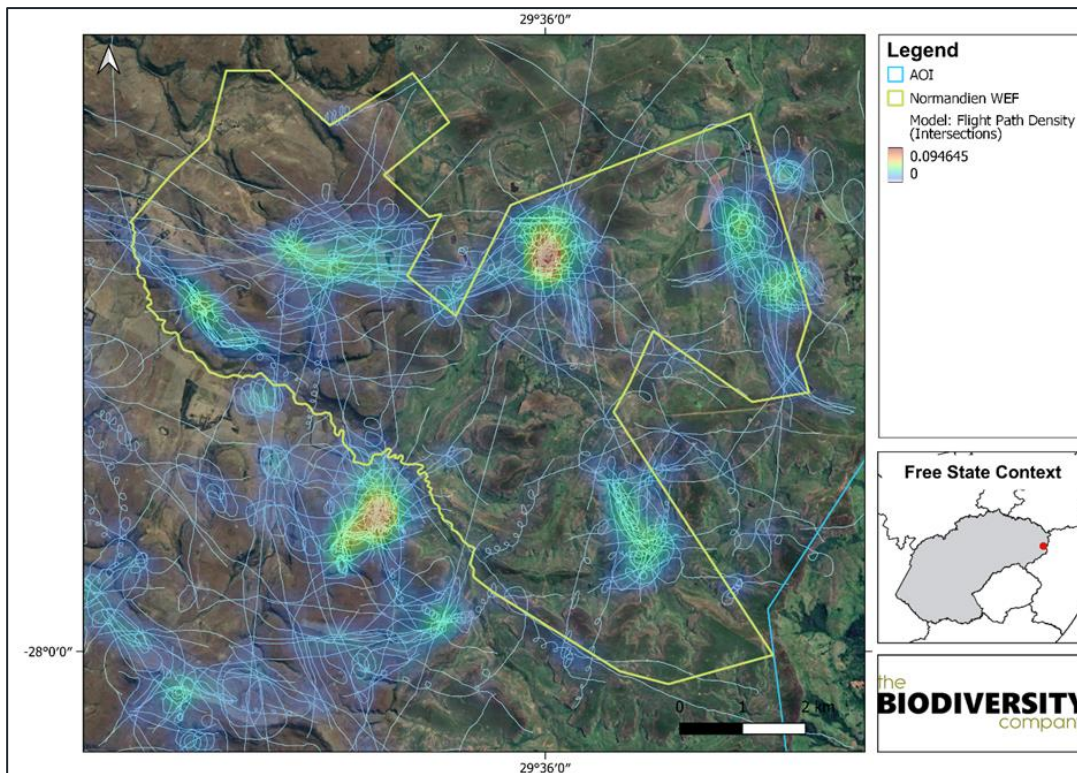 29°36'0"
Legend
AOI
Normandien WEF
Model: Flight Path Density
(Intersections)
0.094645
0
Free State Context
-28°0'0"
0 1 2 km
the
BIODIVERSITY
company
29°36'0"